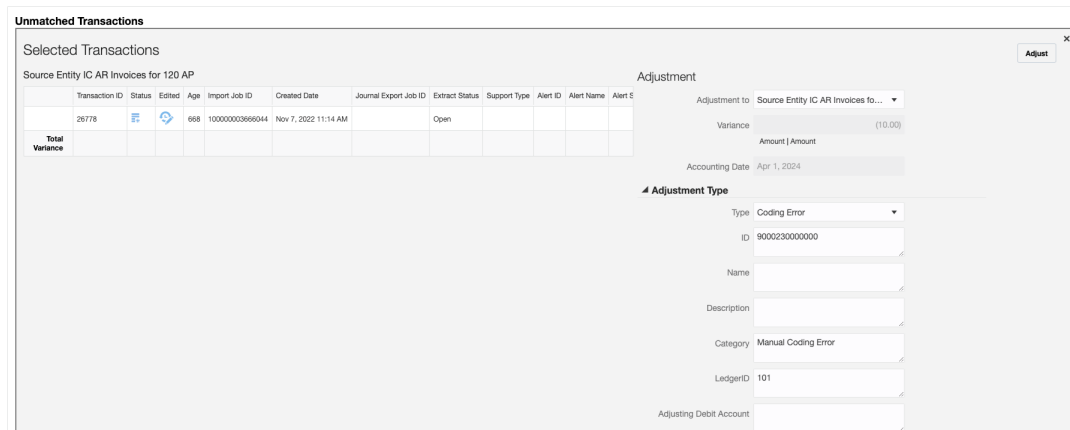 Unmatched Transactions
×
Selected Transactions
Adjust
Source Entity IC AR Invoices for 120 AP
Transaction ID Status Edited Age Import Job ID Created Date Journal Export Job ID Extract Status Support Type Alert ID Alert Name Alert S
26778 668 100000003666044 Nov 7, 2022 11:14 AM Open
Total
Variance
Adjustment
Adjustment to Source Entity IC AR Invoices fo...
Variance (10.00)
Amount | Amount
Accounting Date Apr 1, 2024
Adjustment Type
Type Coding Error
ID 9000230000000
Name
Description
Category Manual Coding Error
LedgerID 101
Adjusting Debit Account